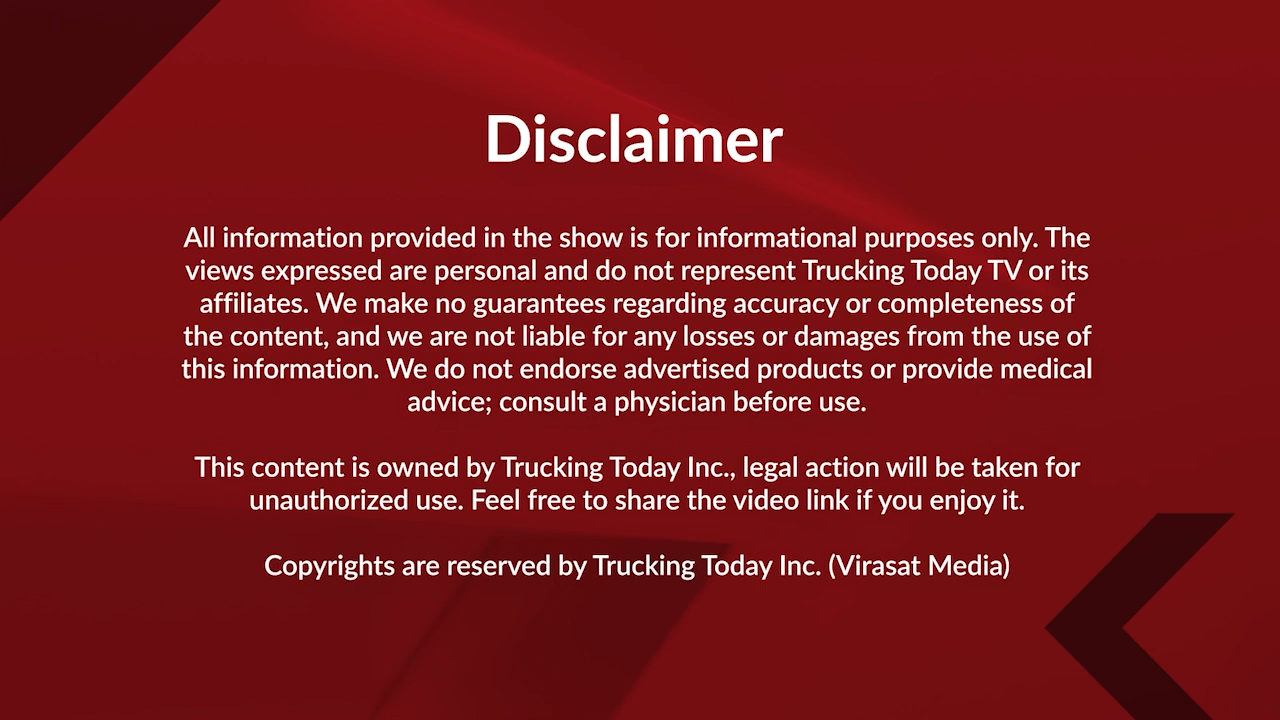 Disclaimer
All information provided in the show is for informational purposes only. The
views expressed are personal and do not represent Trucking Today TV or its
affiliates. We make no guarantees regarding accuracy or completeness of
the content, and we are not liable for any losses or damages from the use of
this information. We do not endorse advertised products or provide medical
advice; consult a physician before use.
This content is owned by Trucking Today Inc., legal action will be taken for
unauthorized use. Feel free to share the video link if you enjoy it.
Copyrights are reserved by Trucking Today Inc. (Virasat Media)